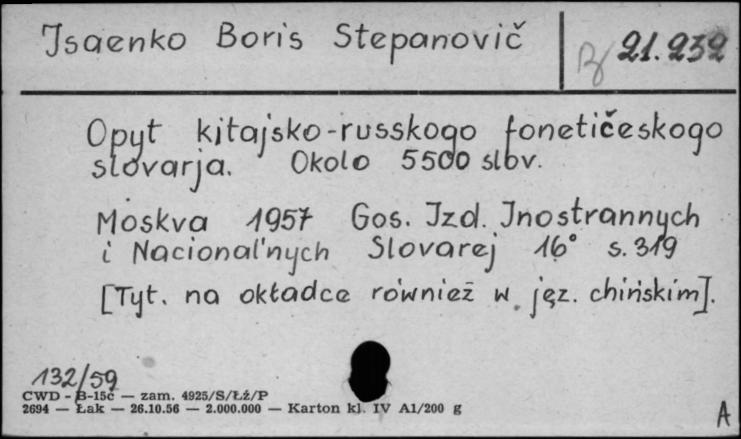 Isaenko Boris Stepanovič
B/ 21.232
Opyt kitajsko-russkogo fonetičeskogo
slovarja. Okolo 5500 slov.
Moskva 1957 Gos. Izd. Inostrannych
i Nacional'nych Slovarej 16° s. 319
[Tyt. na okładce również w jęz. chińskim].
132/59
CWD - B-15c — zam. 4925/S/Łż/P
2694 — Łak — 26.10.56 — 2.000.000 — Karton kl. IV A1/200 g
A